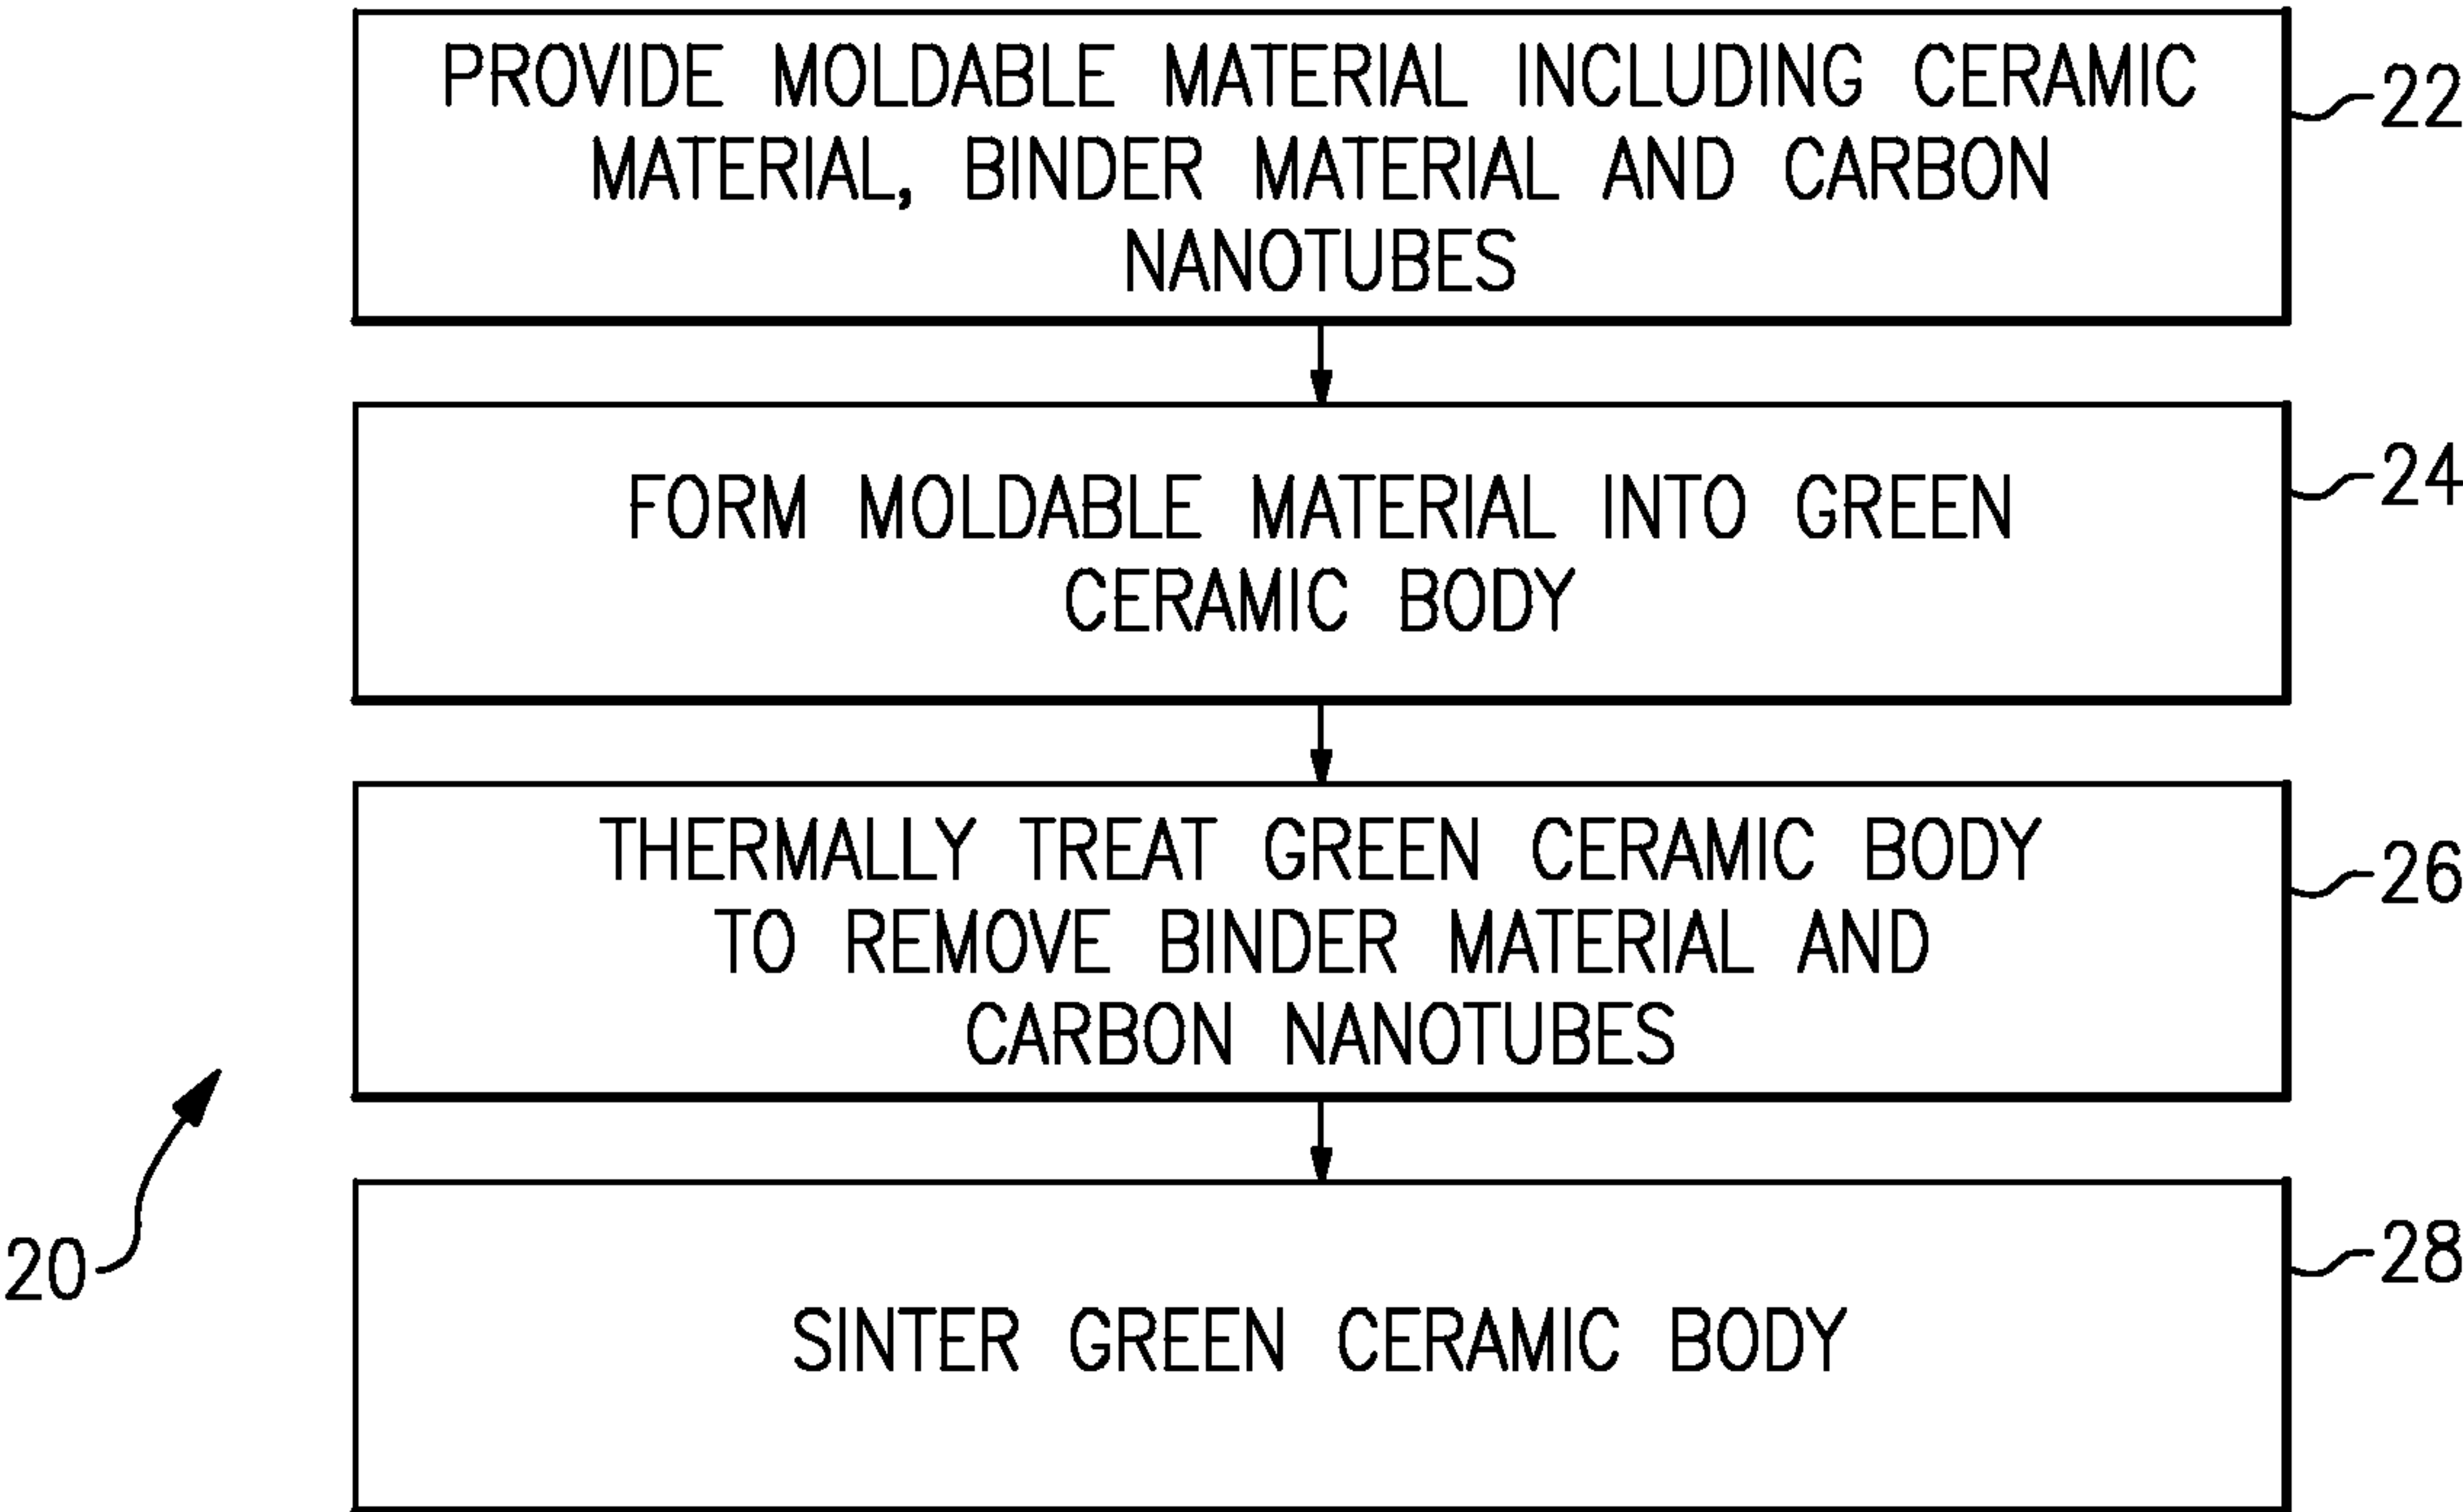 PROVIDE MOLDABLE MATERIAL INCLUDING CERAMIC
MATERIAL, BINDER MATERIAL AND CARBON
NANOTUBES
22
FORM MOLDABLE MATERIAL INTO GREEN
CERAMIC BODY
24
THERMALLY TREAT GREEN CERAMIC BODY
TO REMOVE BINDER MATERIAL AND
CARBON NANOTUBES
26
SINTER GREEN CERAMIC BODY
28
20